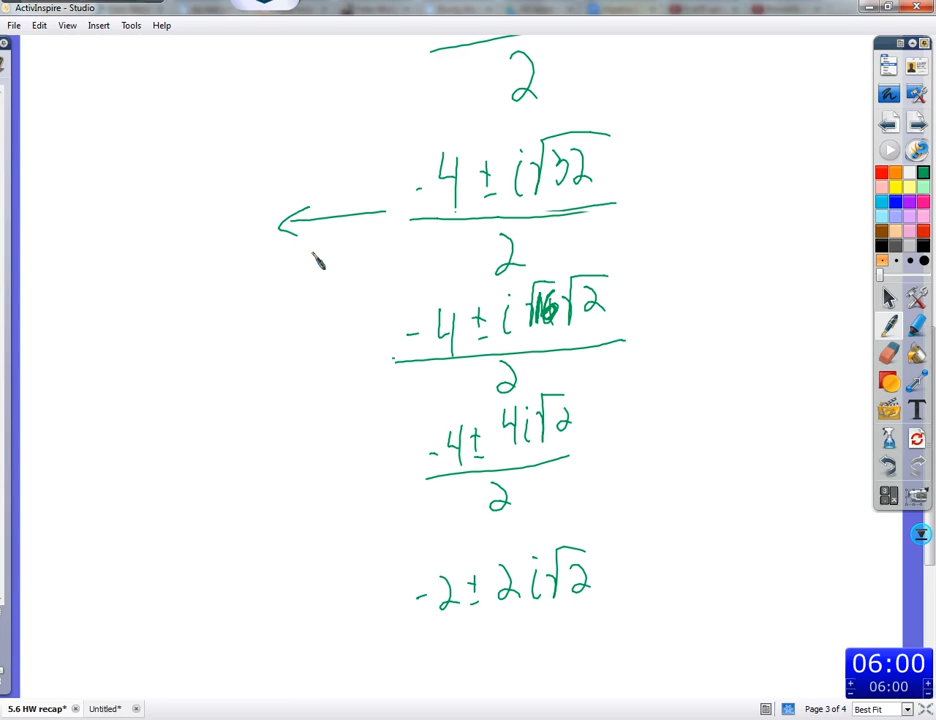 ActivInspire - Studio
File Edit View Insert Tools Help
2
-4 ± i√32
2
-4 ± i√16√2
2
-4 ± 4i√2
2
-2 ± 2i√2
06:00
06:00
5.6 HW recap* Untitled* Page 3 of 4 Best Fit